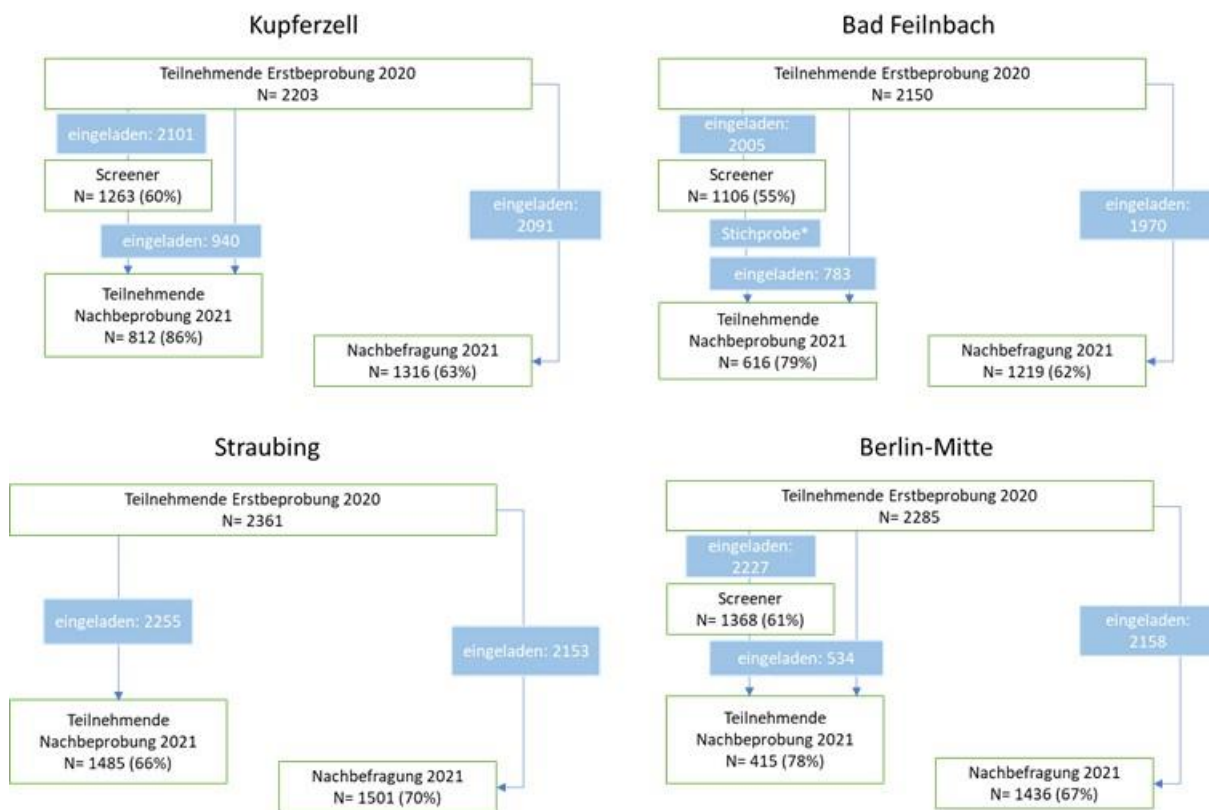 Kupferzell
Teilnehmende Erstbeprobung 2020
N= 2203
eingeladen: 2101
Screener
N= 1263 (60%)
eingeladen: 940
Teilnehmende
Nachbeprobung 2021
N= 812 (86%)
eingeladen:
2091
Nachbefragung 2021
N= 1316 (63%)
Bad Feilnbach
Teilnehmende Erstbeprobung 2020
N= 2150
eingeladen:
2005
Screener
N= 1106 (55%)
Stichprobe*
eingeladen: 783
Teilnehmende
Nachbeprobung 2021
N= 616 (79%)
eingeladen:
1970
Nachbefragung 2021
N= 1219 (62%)
Straubing
Teilnehmende Erstbeprobung 2020
N= 2361
eingeladen: 2255
Teilnehmende
Nachbeprobung 2021
N= 1485 (66%)
eingeladen: 2153
Nachbefragung 2021
N= 1501 (70%)
Berlin-Mitte
Teilnehmende Erstbeprobung 2020
N= 2285
eingeladen:
2227
Screener
N= 1368 (61%)
eingeladen: 534
Teilnehmende
Nachbeprobung 2021
N= 415 (78%)
eingeladen:
2158
Nachbefragung 2021
N= 1436 (67%)